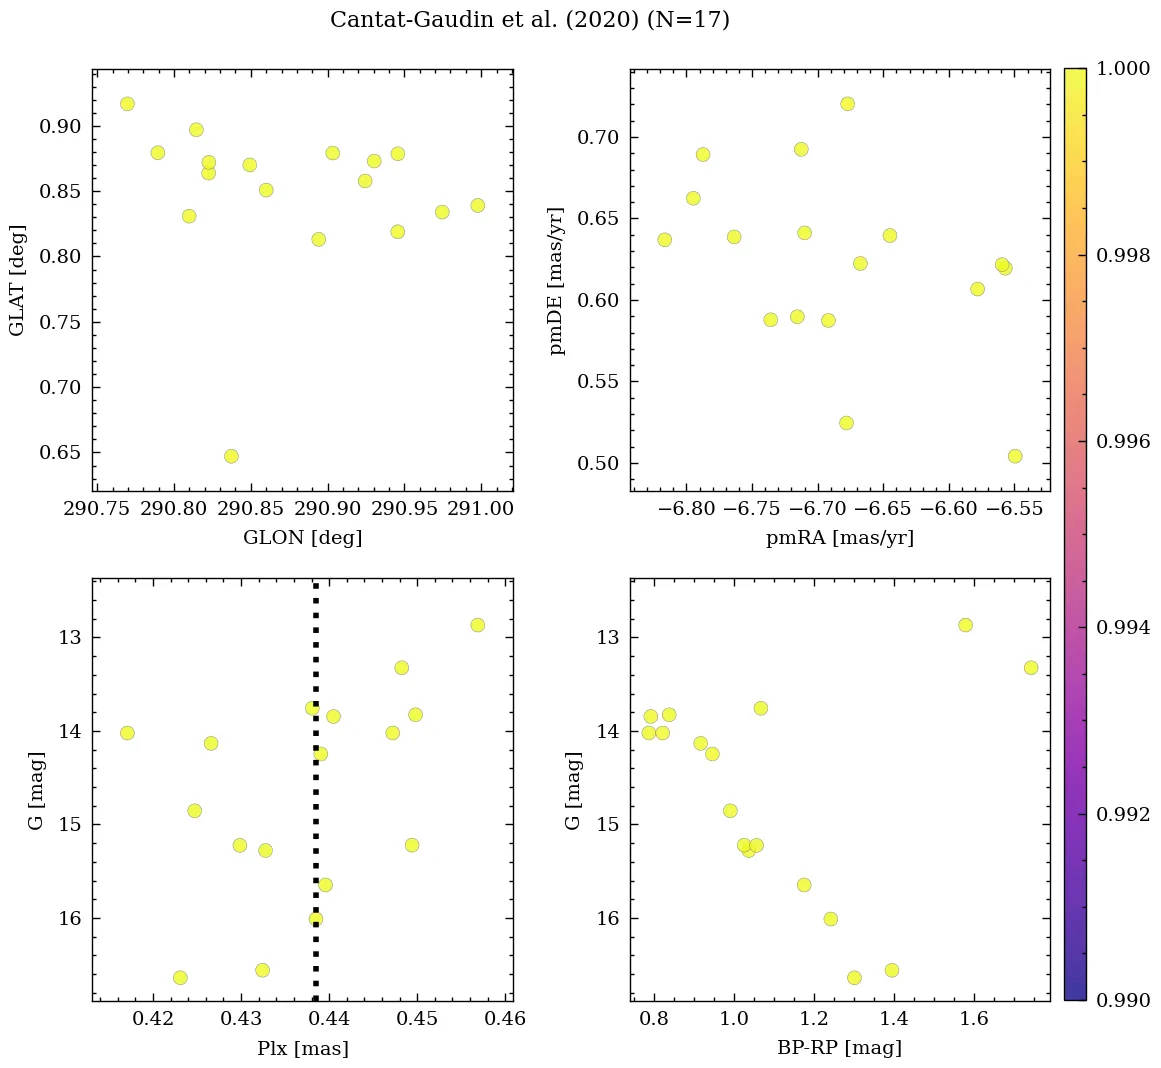 Cantat-Gaudin et al. (2020) (N=17)
0.90
0.85
0.80
0.75
0.70
0.65
GLAT [deg]
290.75 290.80 290.85 290.90 290.95 291.00
GLON [deg]
0.70
0.65
0.60
0.55
0.50
pmDE [mas/yr]
−6.80 −6.75 −6.70 −6.65 −6.60 −6.55
pmRA [mas/yr]
13
14
15
16
G [mag]
0.42 0.43 0.44 0.45 0.46
Plx [mas]
13
14
15
16
G [mag]
0.8 1.0 1.2 1.4 1.6
BP-RP [mag]
1.000
0.998
0.996
0.994
0.992
0.990